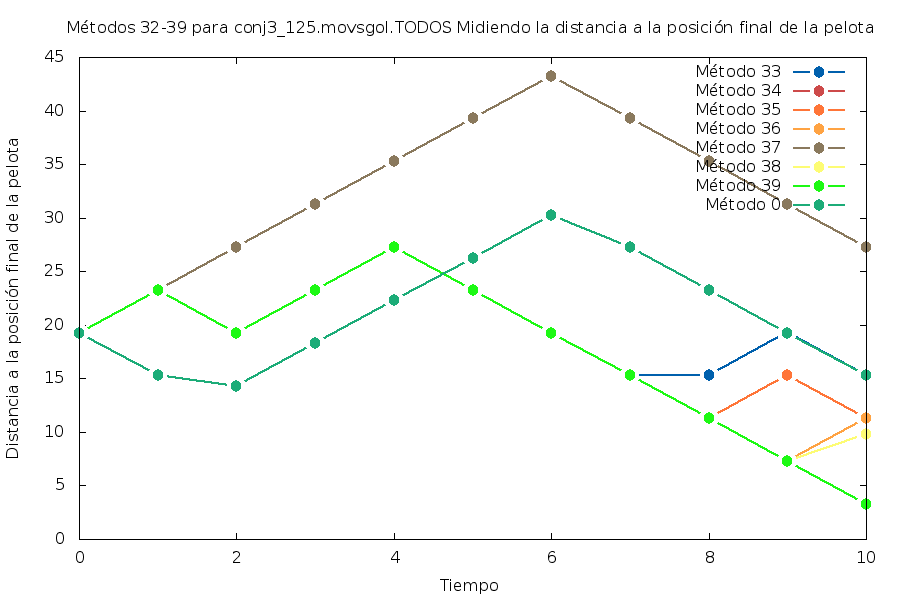 Métodos 32-39 para conj3_125.movsgol.TODOS Midiendo la distancia a la posición final de la pelota
45
40
35
30
25
20
15
10
5
0
Distancia a la posición final de la pelota
Método 33
Método 34
Método 35
Método 36
Método 37
Método 38
Método 39
Método 0
0 2 4 6 8 10
Tiempo